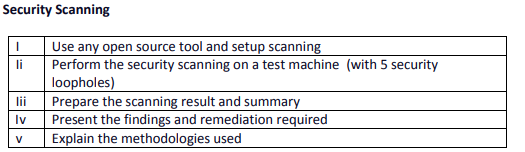 Security Scanning
I Use any open source tool and setup scanning
Ii Perform the security scanning on a test machine (with 5 security
loopholes)
Iii Prepare the scanning result and summary
Iv Present the findings and remediation required
v Explain the methodologies used